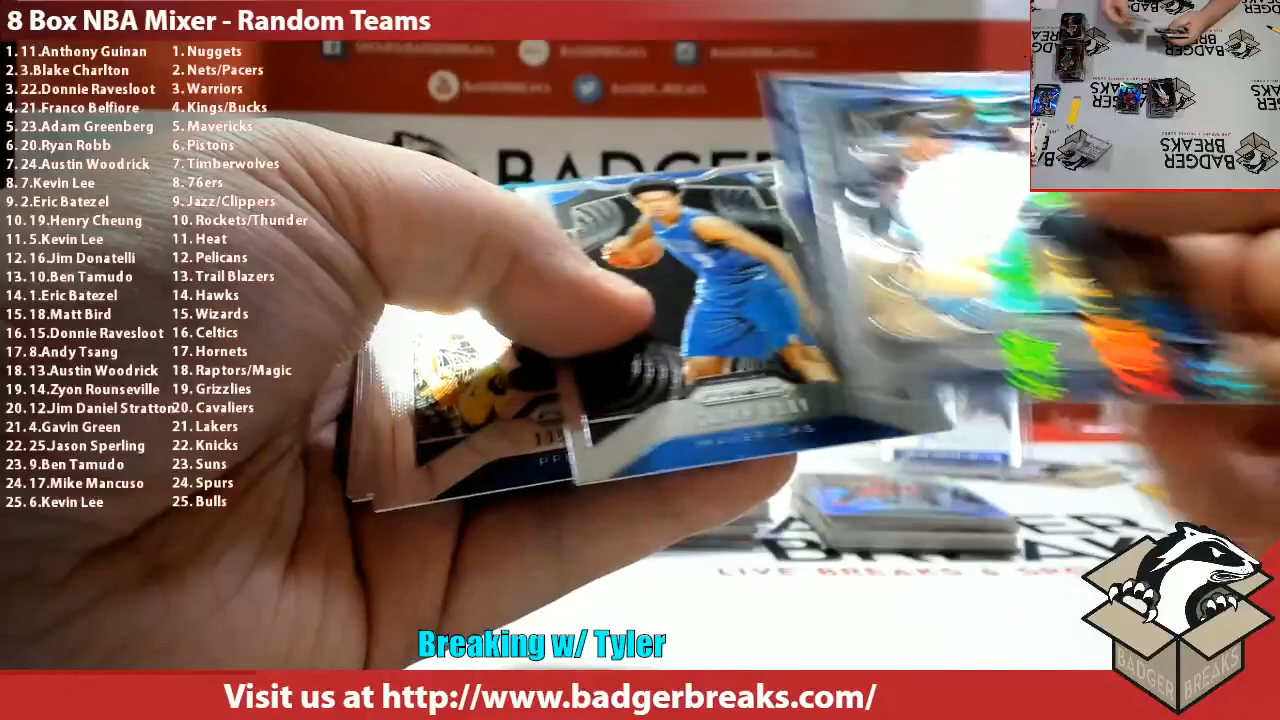 8 Box NBA Mixer - Random Teams
1. 11.Anthony Guinan 1. Nuggets
2. 3.Blake Charlton 2. Nets/Pacers
3. 22.Donnie Ravesloot 3. Warriors
4. 21.Franco Belfiore 4. Kings/Bucks
5. 23.Adam Greenberg 5. Mavericks
6. 20.Ryan Robb 6. Pistons
7. 24.Austin Woodrick 7. Timberwolves
8. 7.Kevin Lee 8. 76ers
9. 2.Eric Batezel 9. Jazz/Clippers
10. 19.Henry Cheung 10. Rockets/Thunder
11. 5.Kevin Lee 11. Heat
12. 16.Jim Donatelli 12. Pelicans
13. 10.Ben Tamudo 13. Trail Blazers
14. 1.Eric Batezel 14. Hawks
15. 18.Matt Bird 15. Wizards
16. 15.Donnie Ravesloot 16. Celtics
17. 8.Andy Tsang 17. Hornets
18. 13.Austin Woodrick 18. Raptors/Magic
19. 14.Zyon Rounseville 19. Grizzlies
20. 12.Jim Daniel Stratton 20. Cavaliers
21. 4.Gavin Green 21. Lakers
22. 25.Jason Sperling 22. Knicks
23. 9.Ben Tamudo 23. Suns
24. 17.Mike Mancuso 24. Spurs
25. 6.Kevin Lee 25. Bulls
BADGER
BADGER
BREAKS
BADGER
BREAKS
MAVERICKS
LIVE BREAKS &
Breaking w/ Tyler
BADGER BREAKS
Visit us at http://www.badgerbreaks.com/